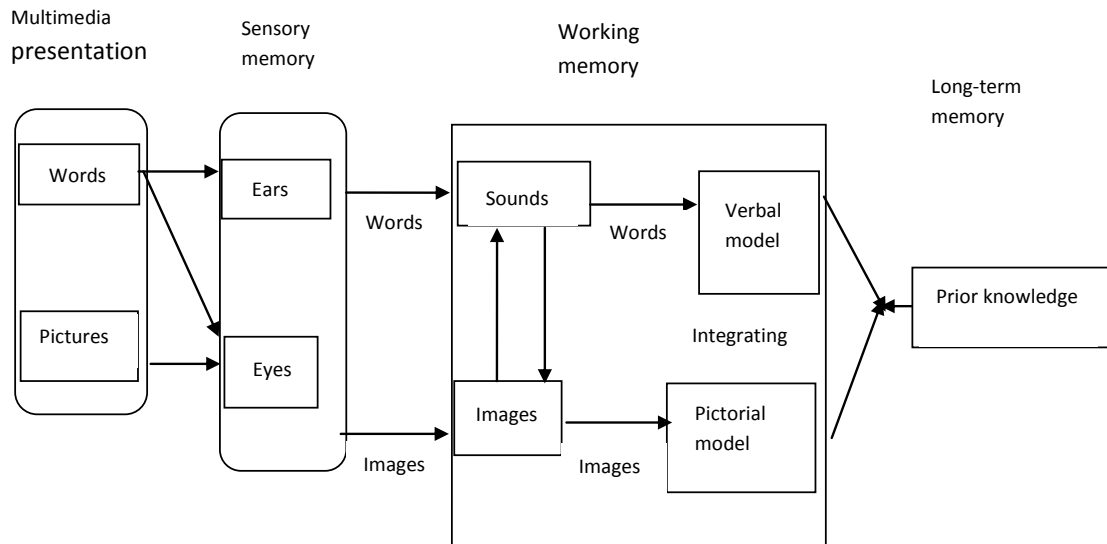 Multimedia
presentation
Sensory
memory
Working
memory
Long-term
memory
Words
Ears
Words
Sounds
Words
Verbal
model
Prior knowledge
Pictures
Eyes
Integrating
Images
Images
Images
Pictorial
model